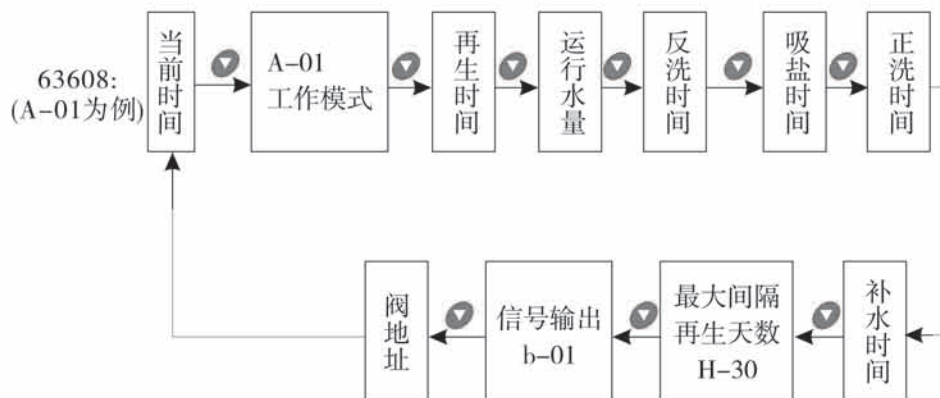 63608:
(A-01为例)
当前时间
A-01
工作模式
再生时间
运行水量
反洗时间
吸盐时间
正洗时间
补水时间
最大间隔
再生天数
H-30
信号输出
b-01
阀地址